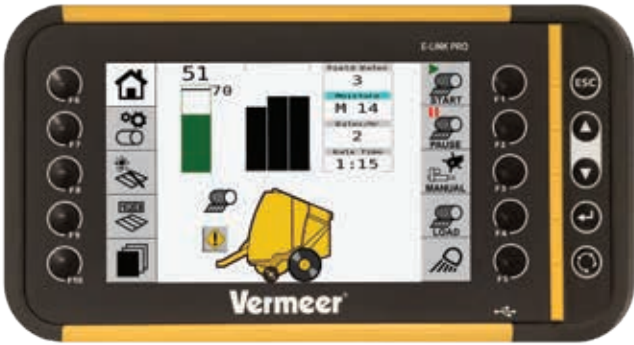 E-LINK PRO
51
70
Field Bales
3
Moisture
M 14
Bales/Hr
2
Bale Time
1:15
START
PAUSE
MANUAL
LOAD
F6
F7
F8
F9
F10
F1
F2
F3
F4
F5
ESC
Vermeer